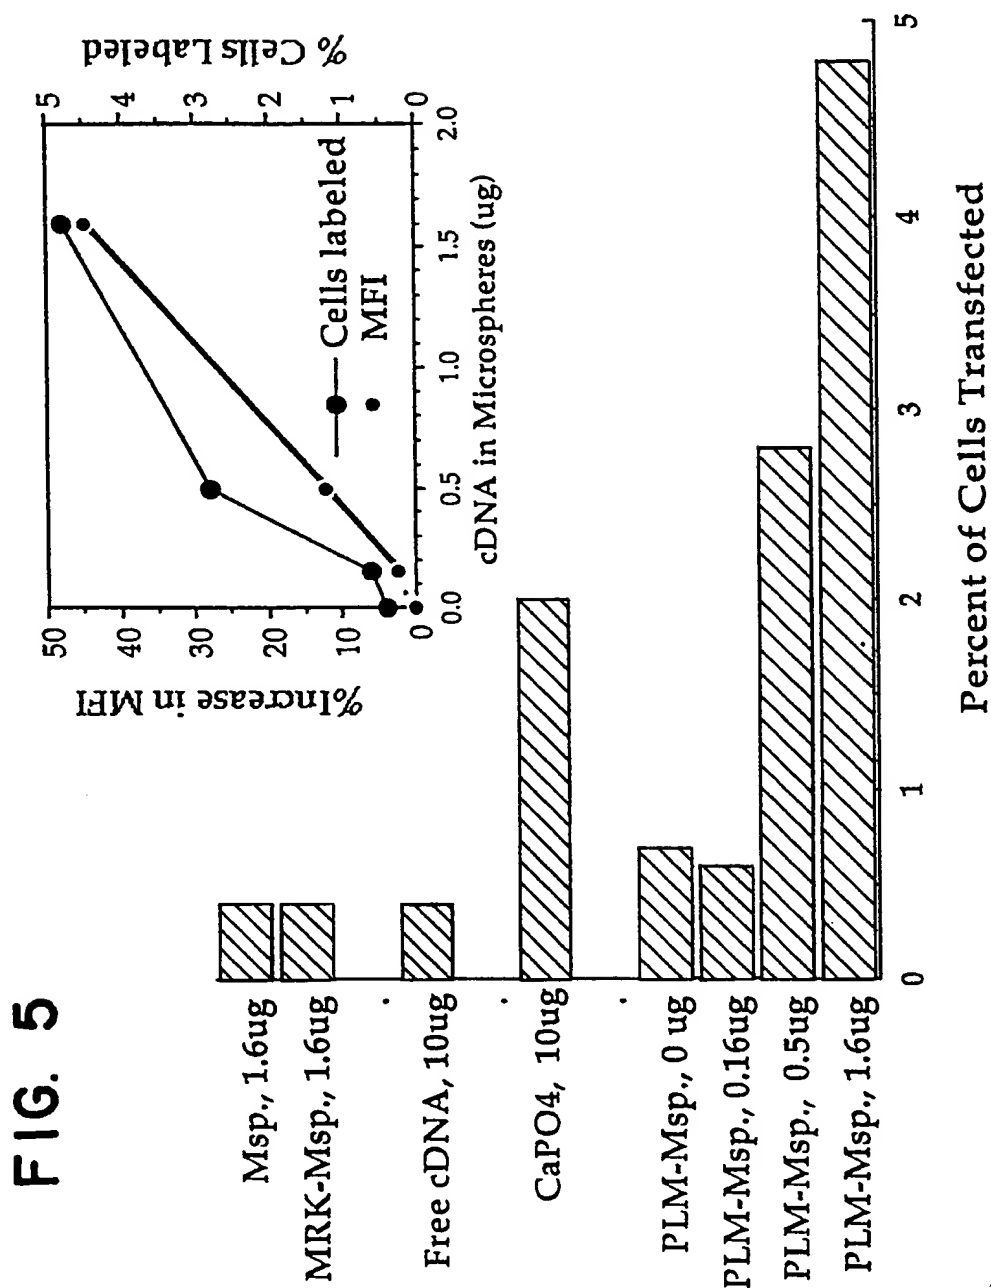 FIG. 5
Msp., 1.6ug
MRK-Msp., 1.6ug
Free cDNA, 10ug
CaPO4, 10ug
PLM-Msp., 0 ug
PLM-Msp., 0.16ug
PLM-Msp., 0.5ug
PLM-Msp., 1.6ug
0
1
2
3
4
5
Percent of Cells Transfected
%Increase in MFI
50
40
30
20
10
0
0.0
0.5
1.0
1.5
2.0
cDNA in Microspheres (ug)
Cells labeled
MFI
5
4
3
2
1
0
% Cells Labeled